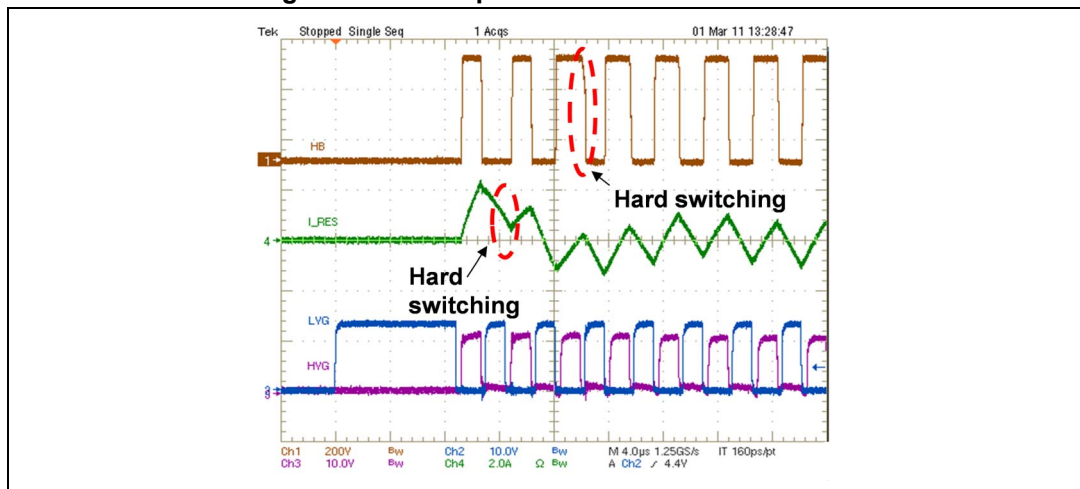 Tek Stopped Single Seq 1 Acqs 01 Mar 11 13:28:47
HB
1
Hard switching
I_RES
4
Hard
switching
LVG
HVG
Ch1 200V Bw Ch2 10.0V Bw M 4.0µs 1.25GS/s IT 160ps/pt
Ch3 10.0V Bw Ch4 2.0A Ω Bw A Ch2 ⁄ 4.4V